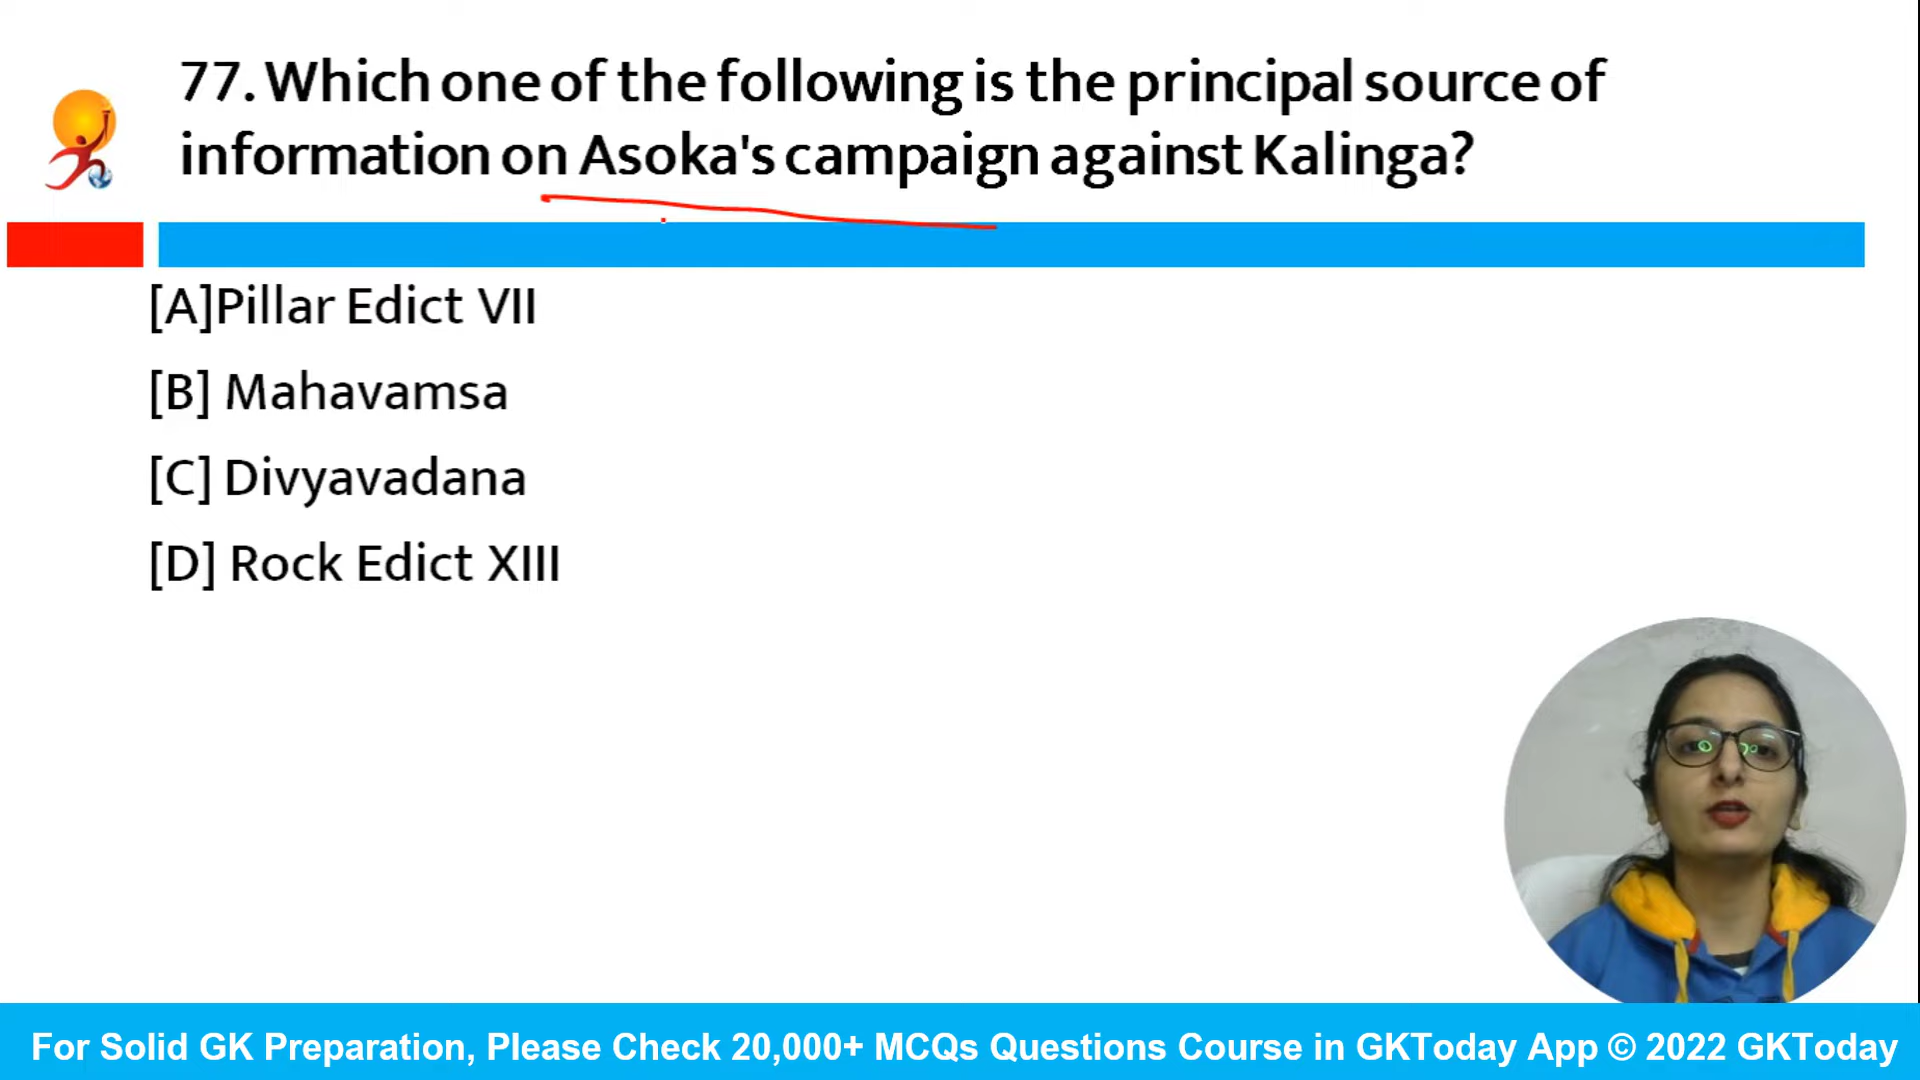 77. Which one of the following is the principal source of
information on Asoka's campaign against Kalinga?
[A]Pillar Edict VII
[B] Mahavamsa
[C] Divyavadana
[D] Rock Edict XIII
For Solid GK Preparation, Please Check 20,000+ MCQs Questions Course in GKToday App © 2022 GKToday